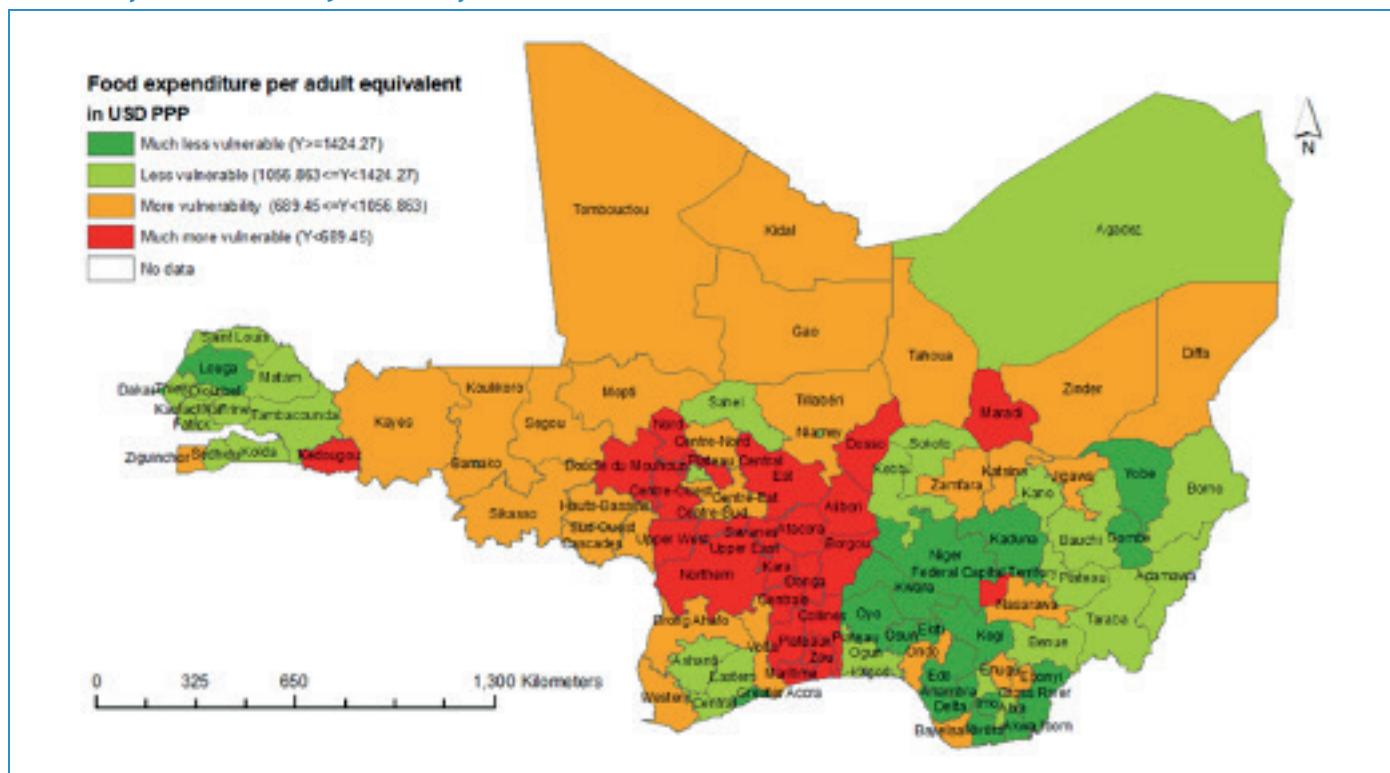 Food expenditure per adult equivalent
in USD PPP
Much less vulnerable (Y>=1424.27)
Less vulnerable (1056.863<=Y<1424.27)
More vulnerability (689.45<=Y<1056.863)
Much more vulnerable (Y<689.45)
No data
N
Tombouctou
Kidal
Agadez
Gao
Tahoua
Diffa
Zinder
Saint Louis
Louga
Matam
Diourbel
Tambacounda
Kayes
Koulikoro
Segou
Mopti
Sahel
Tillabéri
Niamey
Maradi
Dosso
Sokoto
Ziguinchor
Sedhiou
Kolda
Kedougou
Bamako
Sikasso
Nord
Centre-Nord
Plateau Central
Est
Centre-Ouest
Centre-Est
Centre-Sud
Hauts-Bassins
Sud-Ouest
Cascades
Kebbi
Zamfara
Katsina
Jigawa
Kano
Yobe
Borno
Alibori
Atacora
Borgou
Upper West
Upper East
Savanes
Northern
Kara
Donga
Centrale
Collines
Niger
Kaduna
Federal Capital Territory
Bauchi
Gombe
Plateau
Adamawa
Nasarawa
Taraba
Kwara
Oyo
Osun
Ekiti
Kogi
Benue
Brong Ahafo
Volta
Plateaux
Zou
Plateau
Ogun
Ondo
Edo
Enugu
Ebonyi
Ashanti
Eastern
Maritime
Greater Accra
Western
Central
Anambra
Delta
Imo
Abia
Cross River
Akwa Ibom
Bayelsa
Rivers
0 325 650 1,300 Kilometers